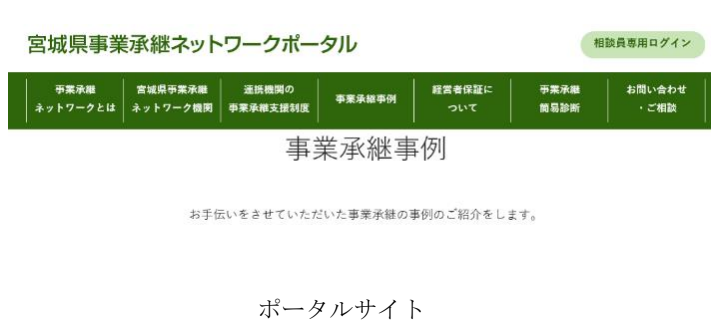 宮城県事業承継ネットワークポータル
相談員専用ログイン
事業承継
ネットワークとは
宮城県事業承継
ネットワーク機関
連携機関の
事業承継支援制度
事業承継事例
経営者保証に
ついて
事業承継
簡易診断
お問い合わせ
・ご相談
事業承継事例
お手伝いをさせていただいた事業承継の事例のご紹介をします。
ポータルサイト